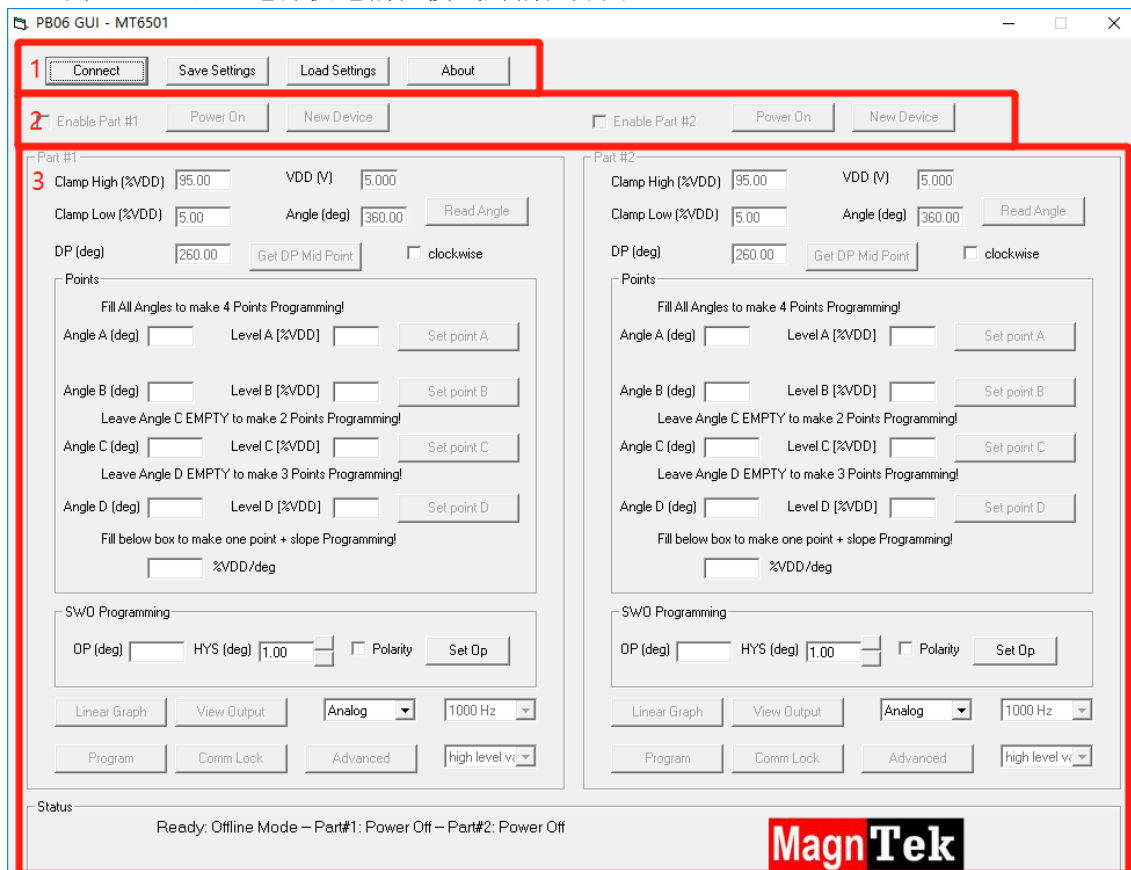 PB06 GUI - MT6501
1 Connect Save Settings Load Settings About
2 Enable Part #1 Power On New Device Enable Part #2 Power On New Device
Part #1 Part #2
3 Clamp High (%VDD) 95.00 VDD (V) 5.000 Clamp High (%VDD) 95.00 VDD (V) 5.000
Clamp Low (%VDD) 5.00 Angle (deg) 360.00 Read Angle Clamp Low (%VDD) 5.00 Angle (deg) 360.00 Read Angle
DP (deg) 260.00 Get DP Mid Point clockwise DP (deg) 260.00 Get DP Mid Point clockwise
Points Points
Fill All Angles to make 4 Points Programming! Fill All Angles to make 4 Points Programming!
Angle A (deg) Level A [%VDD] Set point A Angle A (deg) Level A [%VDD] Set point A
Angle B (deg) Level B [%VDD] Set point B Angle B (deg) Level B [%VDD] Set point B
Leave Angle C EMPTY to make 2 Points Programming! Leave Angle C EMPTY to make 2 Points Programming!
Angle C (deg) Level C [%VDD] Set point C Angle C (deg) Level C [%VDD] Set point C
Leave Angle D EMPTY to make 3 Points Programming! Leave Angle D EMPTY to make 3 Points Programming!
Angle D (deg) Level D [%VDD] Set point D Angle D (deg) Level D [%VDD] Set point D
Fill below box to make one point + slope Programming! Fill below box to make one point + slope Programming!
%VDD/deg %VDD/deg
SWO Programming SWO Programming
OP (deg) HYS (deg) 1.00 Polarity Set Op OP (deg) HYS (deg) 1.00 Polarity Set Op
Linear Graph View Output Analog 1000 Hz Linear Graph View Output Analog 1000 Hz
Program Comm Lock Advanced high level Program Comm Lock Advanced high level
Status
Ready: Offline Mode – Part#1: Power Off – Part#2: Power Off
MagnTek